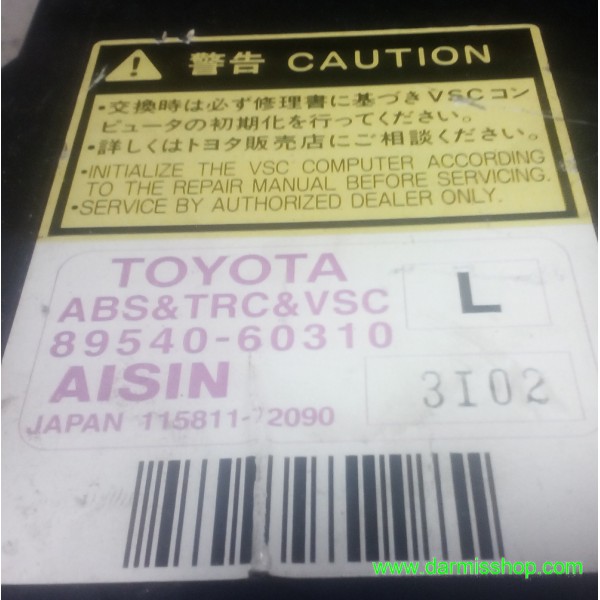 警告 CAUTION
・交換時は必ず修理書に基づきVSCコン
ピュータの初期化を行ってください。
・詳しくはトヨタ販売店にご相談ください。
・INITIALIZE THE VSC COMPUTER ACCORDING
TO THE REPAIR MANUAL BEFORE SERVICING.
・SERVICE BY AUTHORIZED DEALER ONLY.
TOYOTA
ABS&TRC&VSC
L
89540-60310
AISIN
3I02
JAPAN 115811-12090
www.darmisshop.com